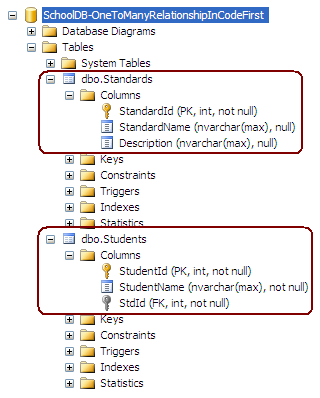 SchoolDB-OneToManyRelationshipInCodeFirst
Database Diagrams
Tables
System Tables
dbo.Standards
Columns
StandardId (PK, int, not null)
StandardName (nvarchar(max), null)
Description (nvarchar(max), null)
Keys
Constraints
Triggers
Indexes
Statistics
dbo.Students
Columns
StudentId (PK, int, not null)
StudentName (nvarchar(max), not null)
StdId (FK, int, not null)
Keys
Constraints
Triggers
Indexes
Statistics